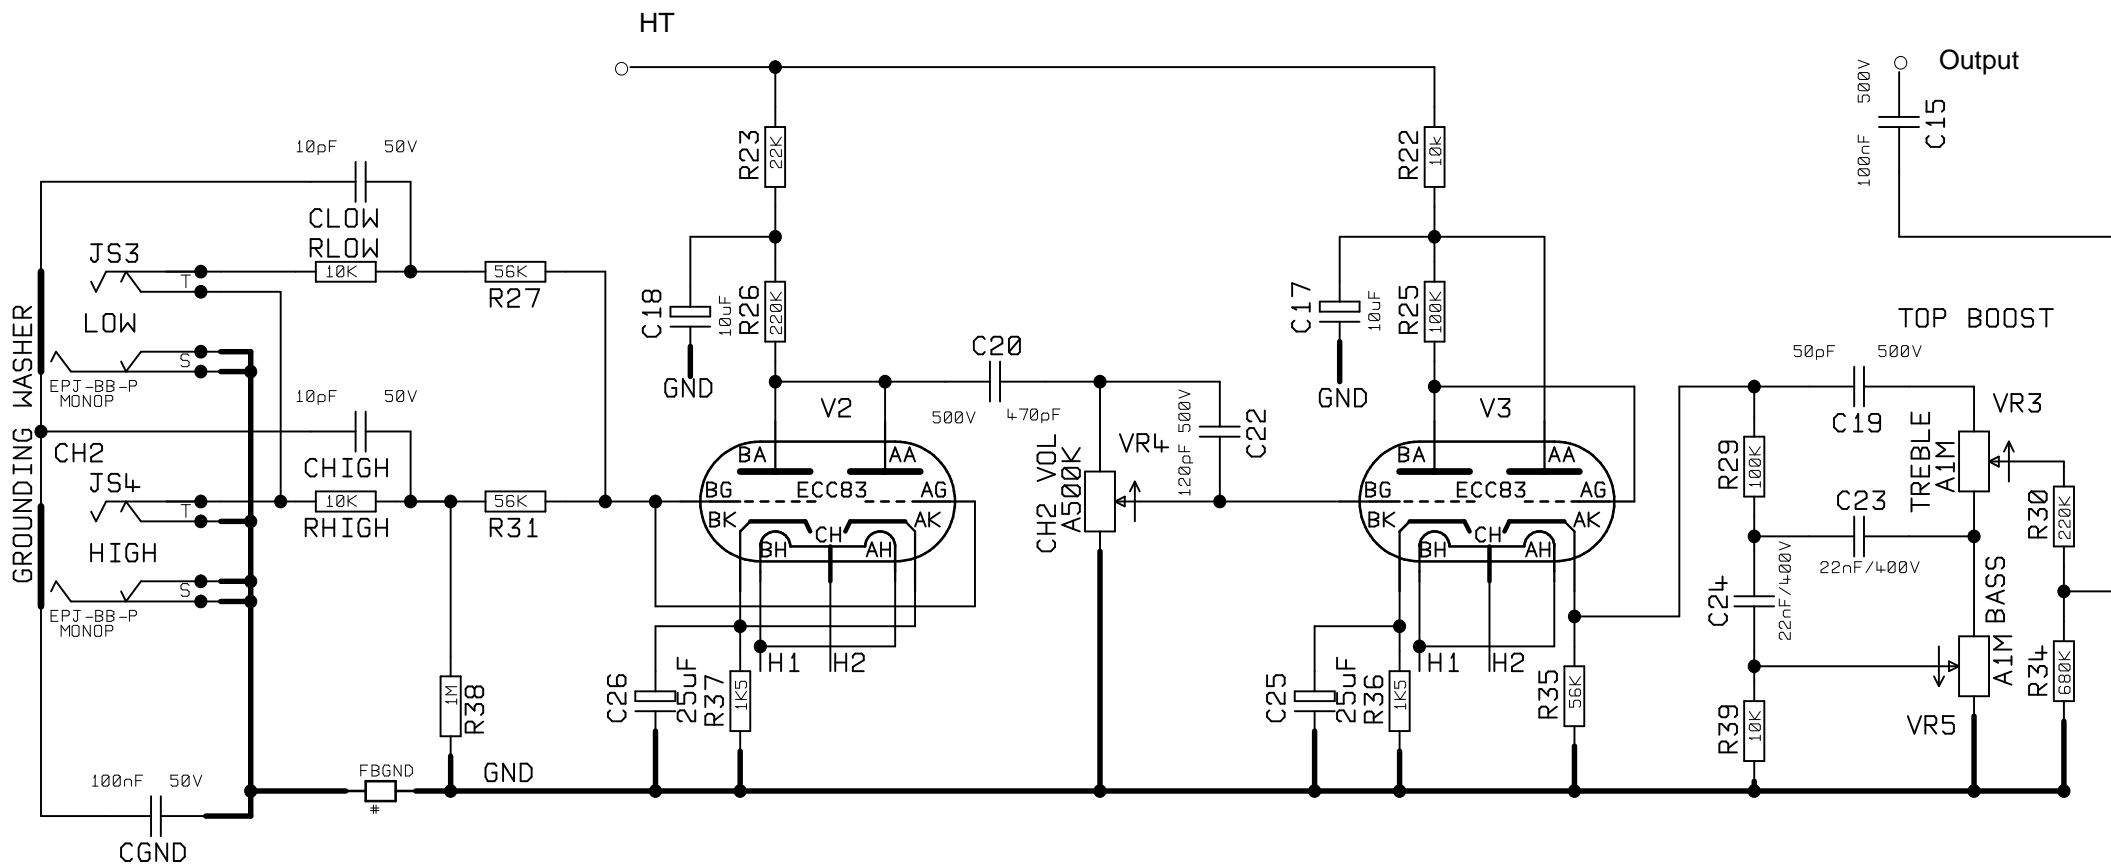 HT
Output
500V
100nF
C15
10pF 50V
CLOW
RLOW
10K
JS3
T
LOW
S
EPJ-BB-P
MONOP
GROUNDING WASHER
CH2
10pF 50V
CHIGH
10K
RHIGH
JS4
T
HIGH
S
EPJ-BB-P
MONOP
56K
R27
56K
R31
1M
R38
100nF 50V
CGND
FBGND
#
GND
R23
22K
C18
10uF
GND
R26
220K
V2
BA AA
BG ECC83 AG
BK CH AK
BH AH
H1 H2
C26
25uF
R37
1K5
C20
500V 470pF
CH2 VOL
A500K
VR4
120pF 500V
C22
R22
10k
C17
10uF
GND
R25
100K
V3
BA AA
BG ECC83 AG
BK CH AK
BH AH
H1 H2
C25
25uF
R36
1K5
R35
56K
TOP BOOST
50pF 500V
C19
VR3
TREBLE
A1M
R29
100K
C23
22nF/400V
C24
22nF/400V
BASS
A1M
VR5
R39
10K
R30
220K
R34
680K